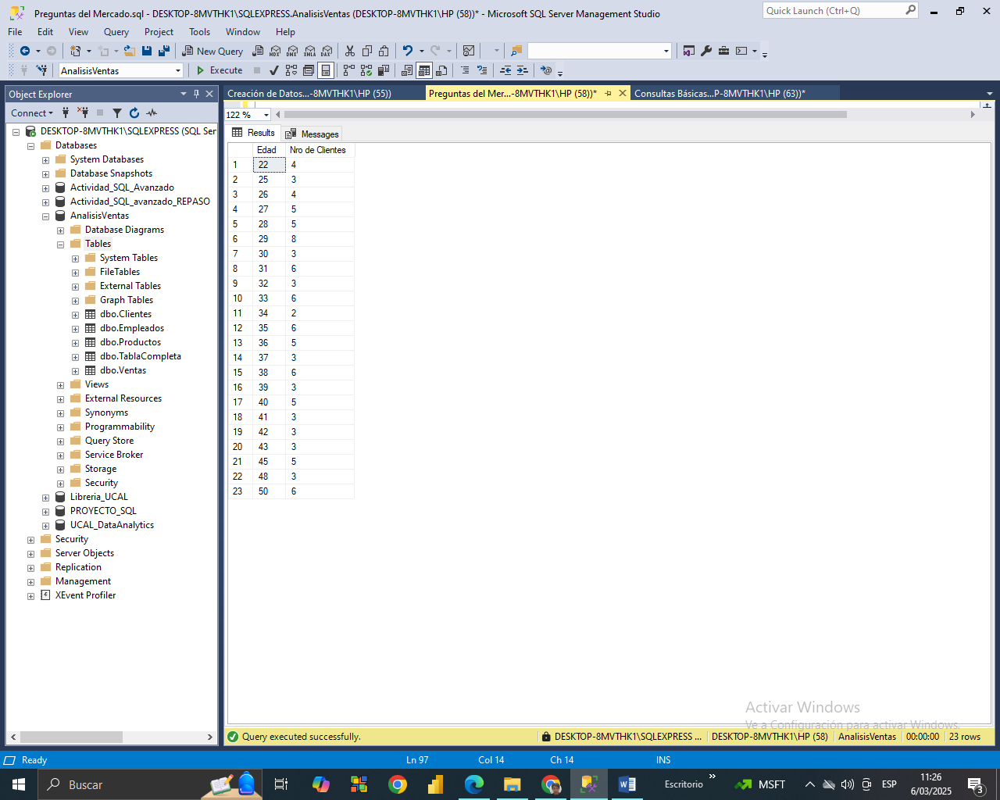 Preguntas del Mercado.sql - DESKTOP-8MVTHK1\SQLEXPRESS.AnalisisVentas (DESKTOP-8MVTHK1\HP (58))* - Microsoft SQL Server Management Studio
Quick Launch (Ctrl+Q)
File Edit View Query Project Tools Window Help
New Query
MDX DMX XMLA DAX
AnalisisVentas
Execute
Object Explorer
Creación de Datos...-8MVTHK1\HP (55))
Preguntas del Mer...-8MVTHK1\HP (58))*
Consultas Básicas...P-8MVTHK1\HP (63))*
Connect
DESKTOP-8MVTHK1\SQLEXPRESS (SQL Ser
Databases
System Databases
Database Snapshots
Actividad_SQL_Avanzado
Actividad_SQL_avanzado_REPASO
AnalisisVentas
Database Diagrams
Tables
System Tables
FileTables
External Tables
Graph Tables
dbo.Clientes
dbo.Empleados
dbo.Productos
dbo.TablaCompleta
dbo.Ventas
Views
External Resources
Synonyms
Programmability
Query Store
Service Broker
Storage
Security
Libreria_UCAL
PROYECTO_SQL
UCAL_DataAnalytics
Security
Server Objects
Replication
Management
XEvent Profiler
122 %
Results Messages
Edad Nro de Clientes
1 22 4
2 25 3
3 26 4
4 27 5
5 28 5
6 29 8
7 30 3
8 31 6
9 32 3
10 33 6
11 34 2
12 35 6
13 36 5
14 37 3
15 38 6
16 39 3
17 40 5
18 41 3
19 42 3
20 43 3
21 45 5
22 48 3
23 50 6
Activar Windows
Ve a Configuración para activar Windows.
Query executed successfully.
DESKTOP-8MVTHK1\SQLEXPRESS ...
DESKTOP-8MVTHK1\HP (58)
AnalisisVentas
00:00:00
23 rows
Ready
Ln 97
Col 14
Ch 14
INS
Buscar
Escritorio
MSFT
ESP
11:26
6/03/2025
3